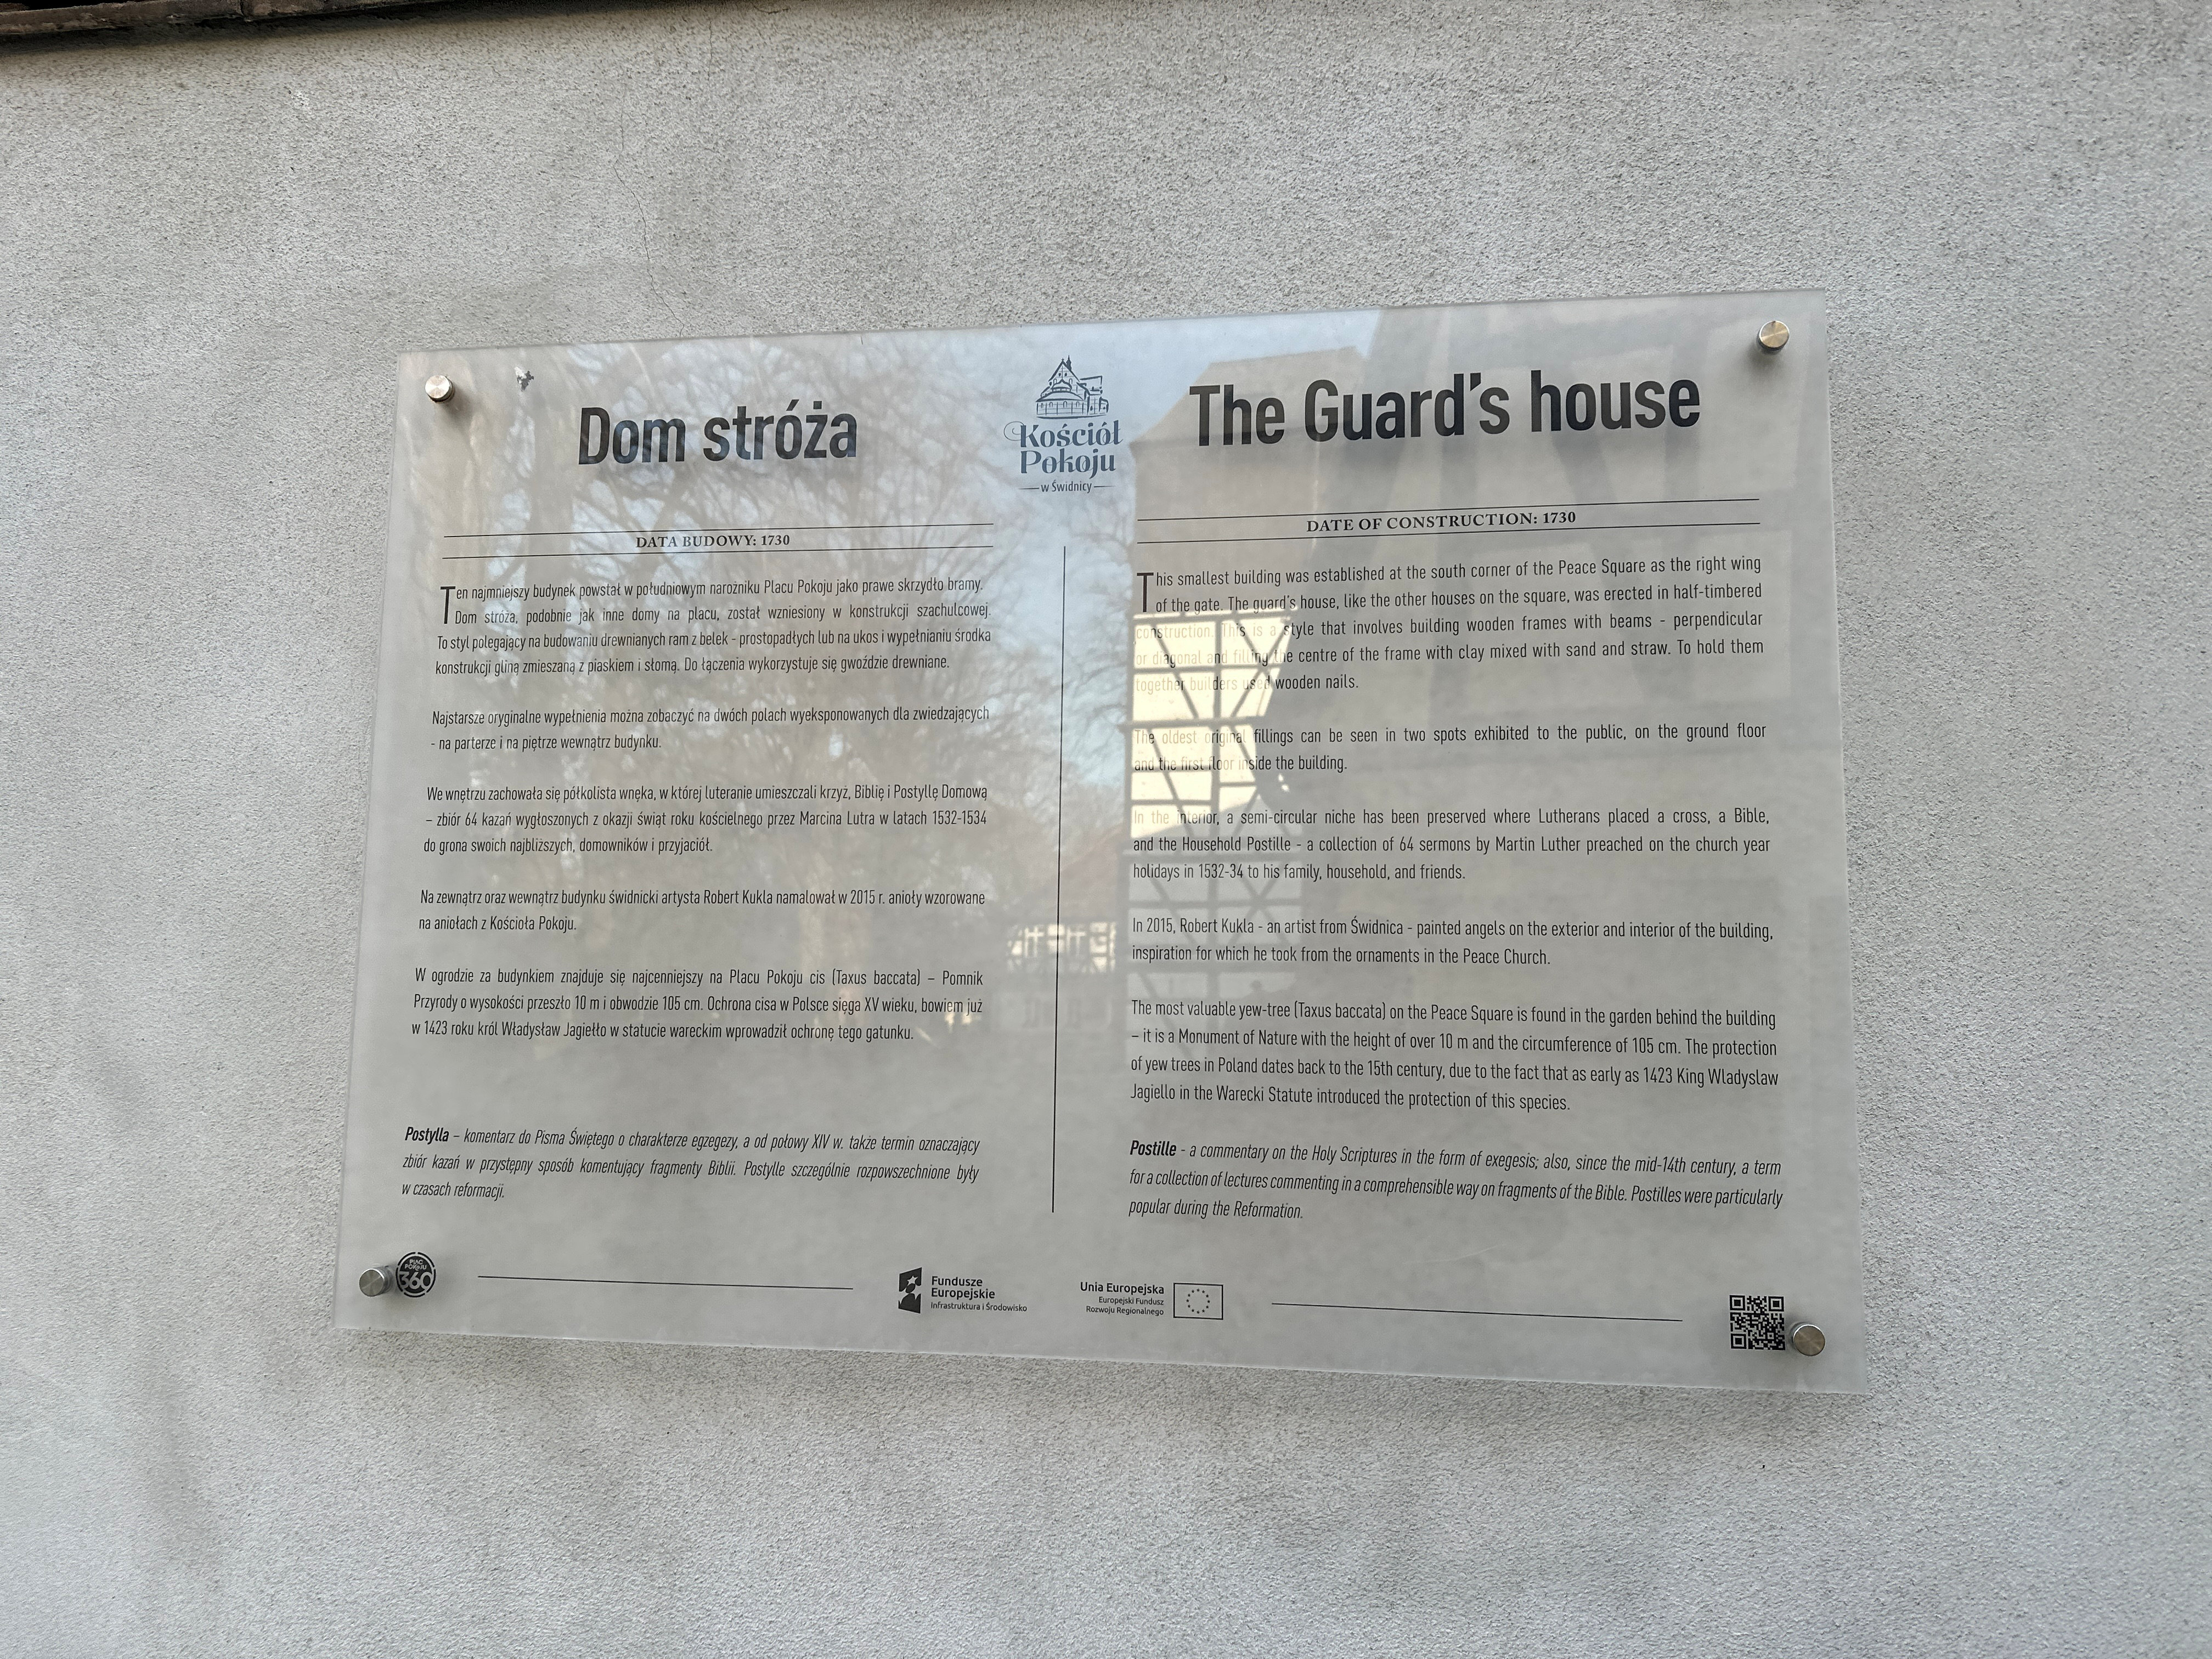 Dom stróża
DATA BUDOWY: 1730
Ten najmniejszy budynek powstał w południowym narożniku Placu Pokoju jako prawe skrzydło bramy.
Dom stróża, podobnie jak inne domy na placu, został wzniesiony w konstrukcji szachulcowej.
To styl polegający na budowaniu drewnianych ram z belek - prostopadłych lub na ukos i wypełnianiu środka
konstrukcji gliną zmieszaną z piaskiem i słomą. Do łączenia wykorzystuje się gwoździe drewniane.
Najstarsze oryginalne wypełnienia można zobaczyć na dwóch polach wyeksponowanych dla zwiedzających
- na parterze i na piętrze wewnątrz budynku.
We wnętrzu zachowała się półkolista wnęka, w której luteranie umieszczali krzyż, Biblię i Postyllę Domową
– zbiór 64 kazań wygłoszonych z okazji świąt roku kościelnego przez Marcina Lutra w latach 1532-1534
do grona swoich najbliższych, domowników i przyjaciół.
Na zewnątrz oraz wewnątrz budynku świdnicki artysta Robert Kukla namalował w 2015 r. anioły wzorowane
na aniołach z Kościoła Pokoju.
W ogrodzie za budynkiem znajduje się najcenniejszy na Placu Pokoju cis (Taxus baccata) – Pomnik
Przyrody o wysokości przeszło 10 m i obwodzie 105 cm. Ochrona cisa w Polsce sięga XV wieku, bowiem już
w 1423 roku król Władysław Jagiełło w statucie wareckim wprowadził ochronę tego gatunku.
Postylla – komentarz do Pisma Świętego o charakterze egzegezy, a od połowy XIV w. także termin oznaczający
zbiór kazań w przystępny sposób komentujący fragmenty Biblii. Postylle szczególnie rozpowszechnione były
w czasach reformacji.
Kościół
Pokoju
w Świdnicy
The Guard's house
DATE OF CONSTRUCTION: 1730
This smallest building was established at the south corner of the Peace Square as the right wing
of the gate. The guard's house, like the other houses on the square, was erected in half-timbered
construction. This is a style that involves building wooden frames with beams - perpendicular
or diagonal and filling the centre of the frame with clay mixed with sand and straw. To hold them
together builders used wooden nails.
The oldest original fillings can be seen in two spots exhibited to the public, on the ground floor
and the first floor inside the building.
In the interior, a semi-circular niche has been preserved where Lutherans placed a cross, a Bible,
and the Household Postille - a collection of 64 sermons by Martin Luther preached on the church year
holidays in 1532-34 to his family, household, and friends.
In 2015, Robert Kukla - an artist from Świdnica - painted angels on the exterior and interior of the building,
inspiration for which he took from the ornaments in the Peace Church.
The most valuable yew-tree (Taxus baccata) on the Peace Square is found in the garden behind the building
– it is a Monument of Nature with the height of over 10 m and the circumference of 105 cm. The protection
of yew trees in Poland dates back to the 15th century, due to the fact that as early as 1423 King Wladyslaw
Jagiello in the Warecki Statute introduced the protection of this species.
Postille - a commentary on the Holy Scriptures in the form of exegesis; also, since the mid-14th century, a term
for a collection of lectures commenting in a comprehensible way on fragments of the Bible. Postilles were particularly
popular during the Reformation.
PLAC
POKOJU
360
Fundusze
Europejskie
Infrastruktura i Środowisko
Unia Europejska
Europejski Fundusz
Rozwoju Regionalnego